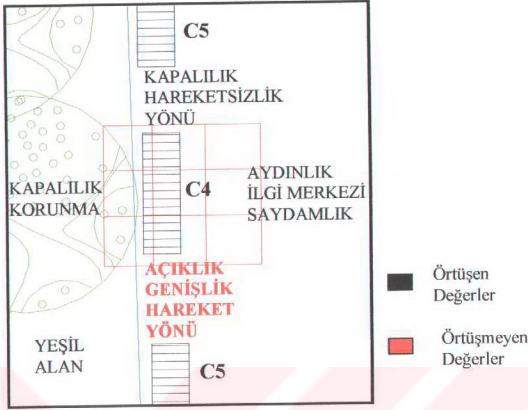 C5
KAPALILIK
HAREKETSİZLİK
YÖNÜ
KAPALILIK
KORUNMA
C4
AYDINLIK
İLGİ MERKEZİ
SAYDAMLIK
AÇIKLIK
GENİŞLİK
HAREKET
YÖNÜ
YEŞİL
ALAN
C5
Örtüşen
Değerler
Örtüşmeyen
Değerler